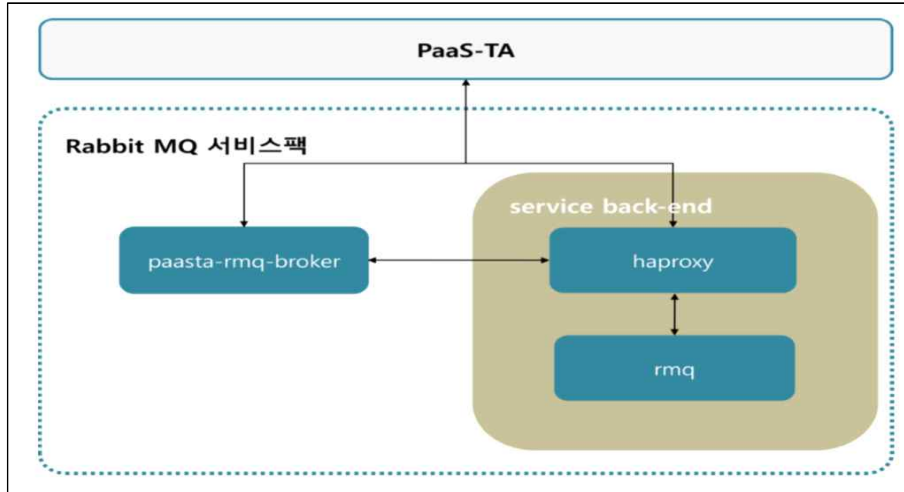 PaaS-TA
Rabbit MQ 서비스팩
service back-end
paasta-rmq-broker
haproxy
rmq